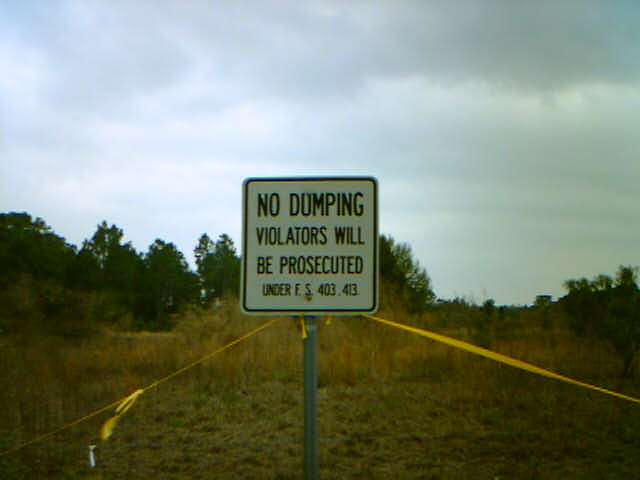 NO DUMPING
VIOLATORS WILL
BE PROSECUTED
UNDER F. S. 403.413.